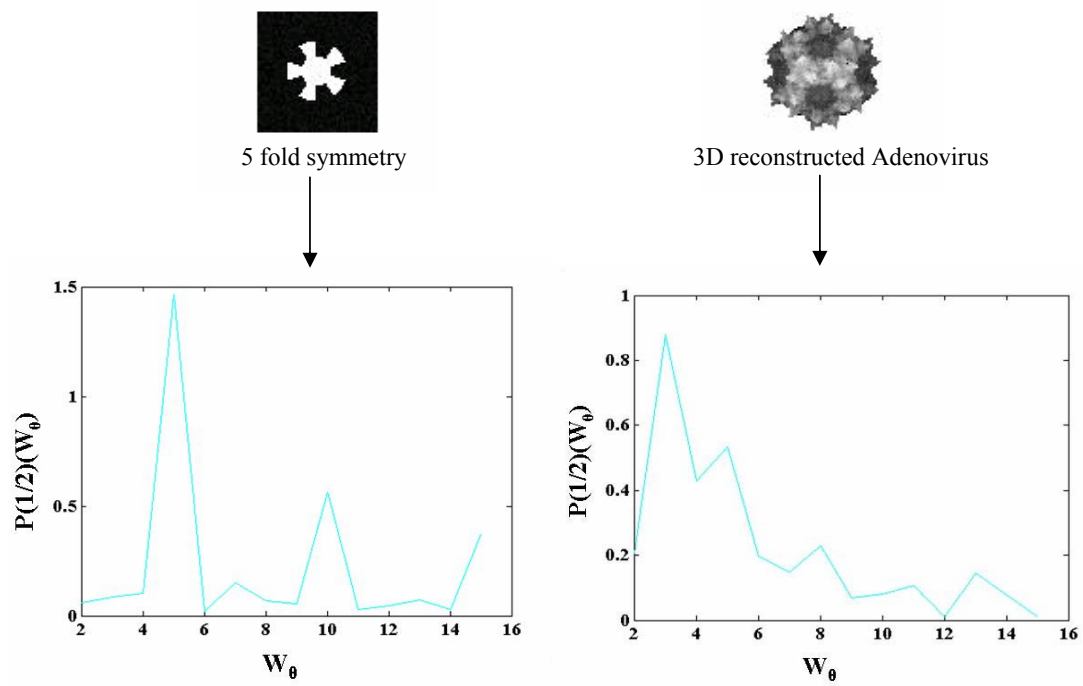 5 fold symmetry
3D reconstructed Adenovirus
1.5
1
0.5
0
2 4 6 8 10 12 14 16
P(1/2)(Wθ)
Wθ
1
0.8
0.6
0.4
0.2
0
2 4 6 8 10 12 14 16
P(1/2)(Wθ)
Wθ